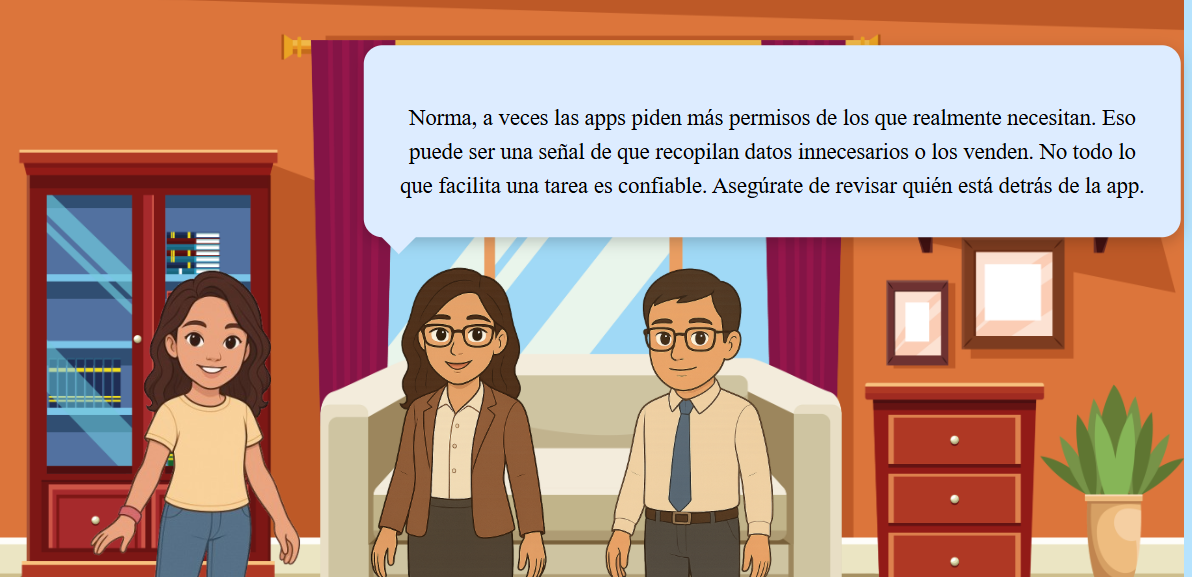 Norma, a veces las apps piden más permisos de los que realmente necesitan. Eso
puede ser una señal de que recopilan datos innecesarios o los venden. No todo lo
que facilita una tarea es confiable. Asegúrate de revisar quién está detrás de la app.